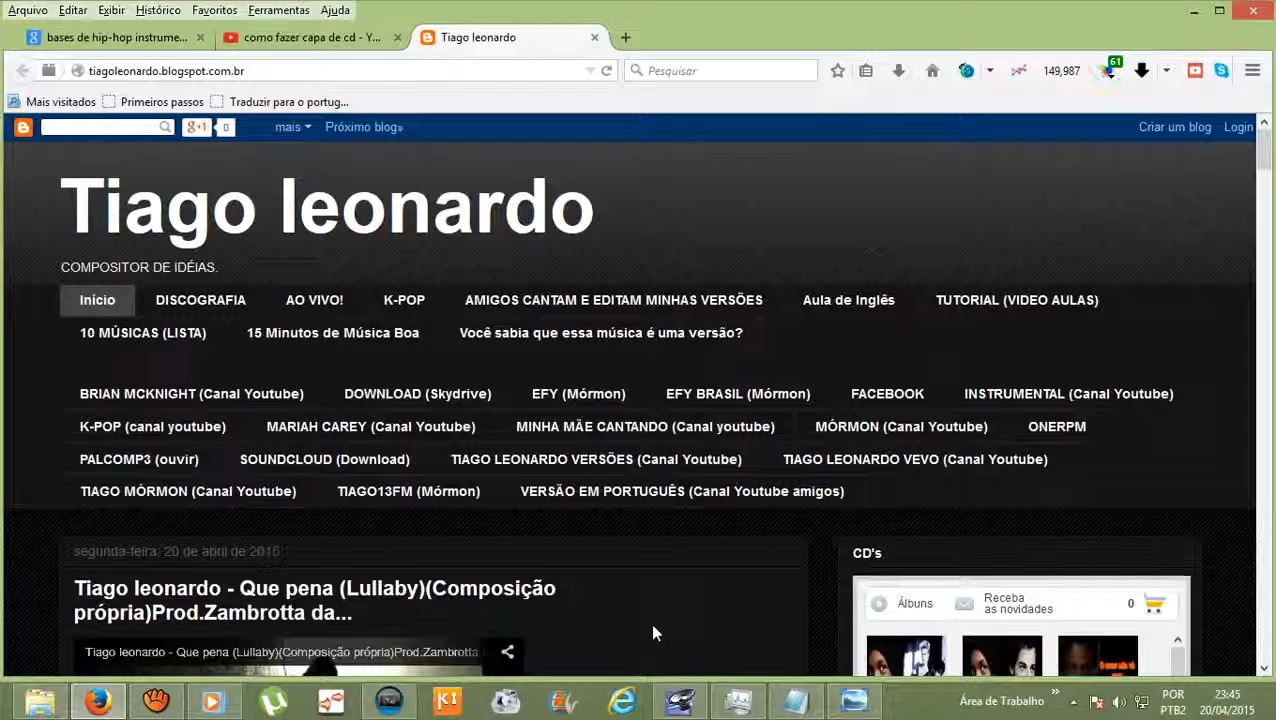 Arquivo Editar Exibir Histórico Favoritos Ferramentas Ajuda
bases de hip-hop instrume... como fazer capa de cd - Y... Tiago leonardo
tiagoleonardo.blogspot.com.br Pesquisar 149,987 61
Mais visitados Primeiros passos Traduzir para o portug...
g+1 0 mais Próximo blog» Criar um blog Login
Tiago leonardo
COMPOSITOR DE IDÉIAS.
Início DISCOGRAFIA AO VIVO! K-POP AMIGOS CANTAM E EDITAM MINHAS VERSÕES Aula de Inglês TUTORIAL (VIDEO AULAS)
10 MÚSICAS (LISTA) 15 Minutos de Música Boa Você sabia que essa música é uma versão?
BRIAN MCKNIGHT (Canal Youtube) DOWNLOAD (Skydrive) EFY (Mórmon) EFY BRASIL (Mórmon) FACEBOOK INSTRUMENTAL (Canal Youtube)
K-POP (canal youtube) MARIAH CAREY (Canal Youtube) MINHA MÃE CANTANDO (Canal youtube) MÓRMON (Canal Youtube) ONERPM
PALCOMP3 (ouvir) SOUNDCLOUD (Download) TIAGO LEONARDO VERSÕES (Canal Youtube) TIAGO LEONARDO VEVO (Canal Youtube)
TIAGO MÓRMON (Canal Youtube) TIAGO13FM (Mórmon) VERSÃO EM PORTUGUÊS (Canal Youtube amigos)
segunda-feira, 20 de abril de 2015
CD's
Tiago leonardo - Que pena (Lullaby)(Composição
própria)Prod.Zambrotta da...
Álbuns Receba
as novidades 0
Tiago leonardo - Que pena (Lullaby)(Composição própria)Prod.Zambrotta
Área de Trabalho » POR 23:45
PTB2 20/04/2015